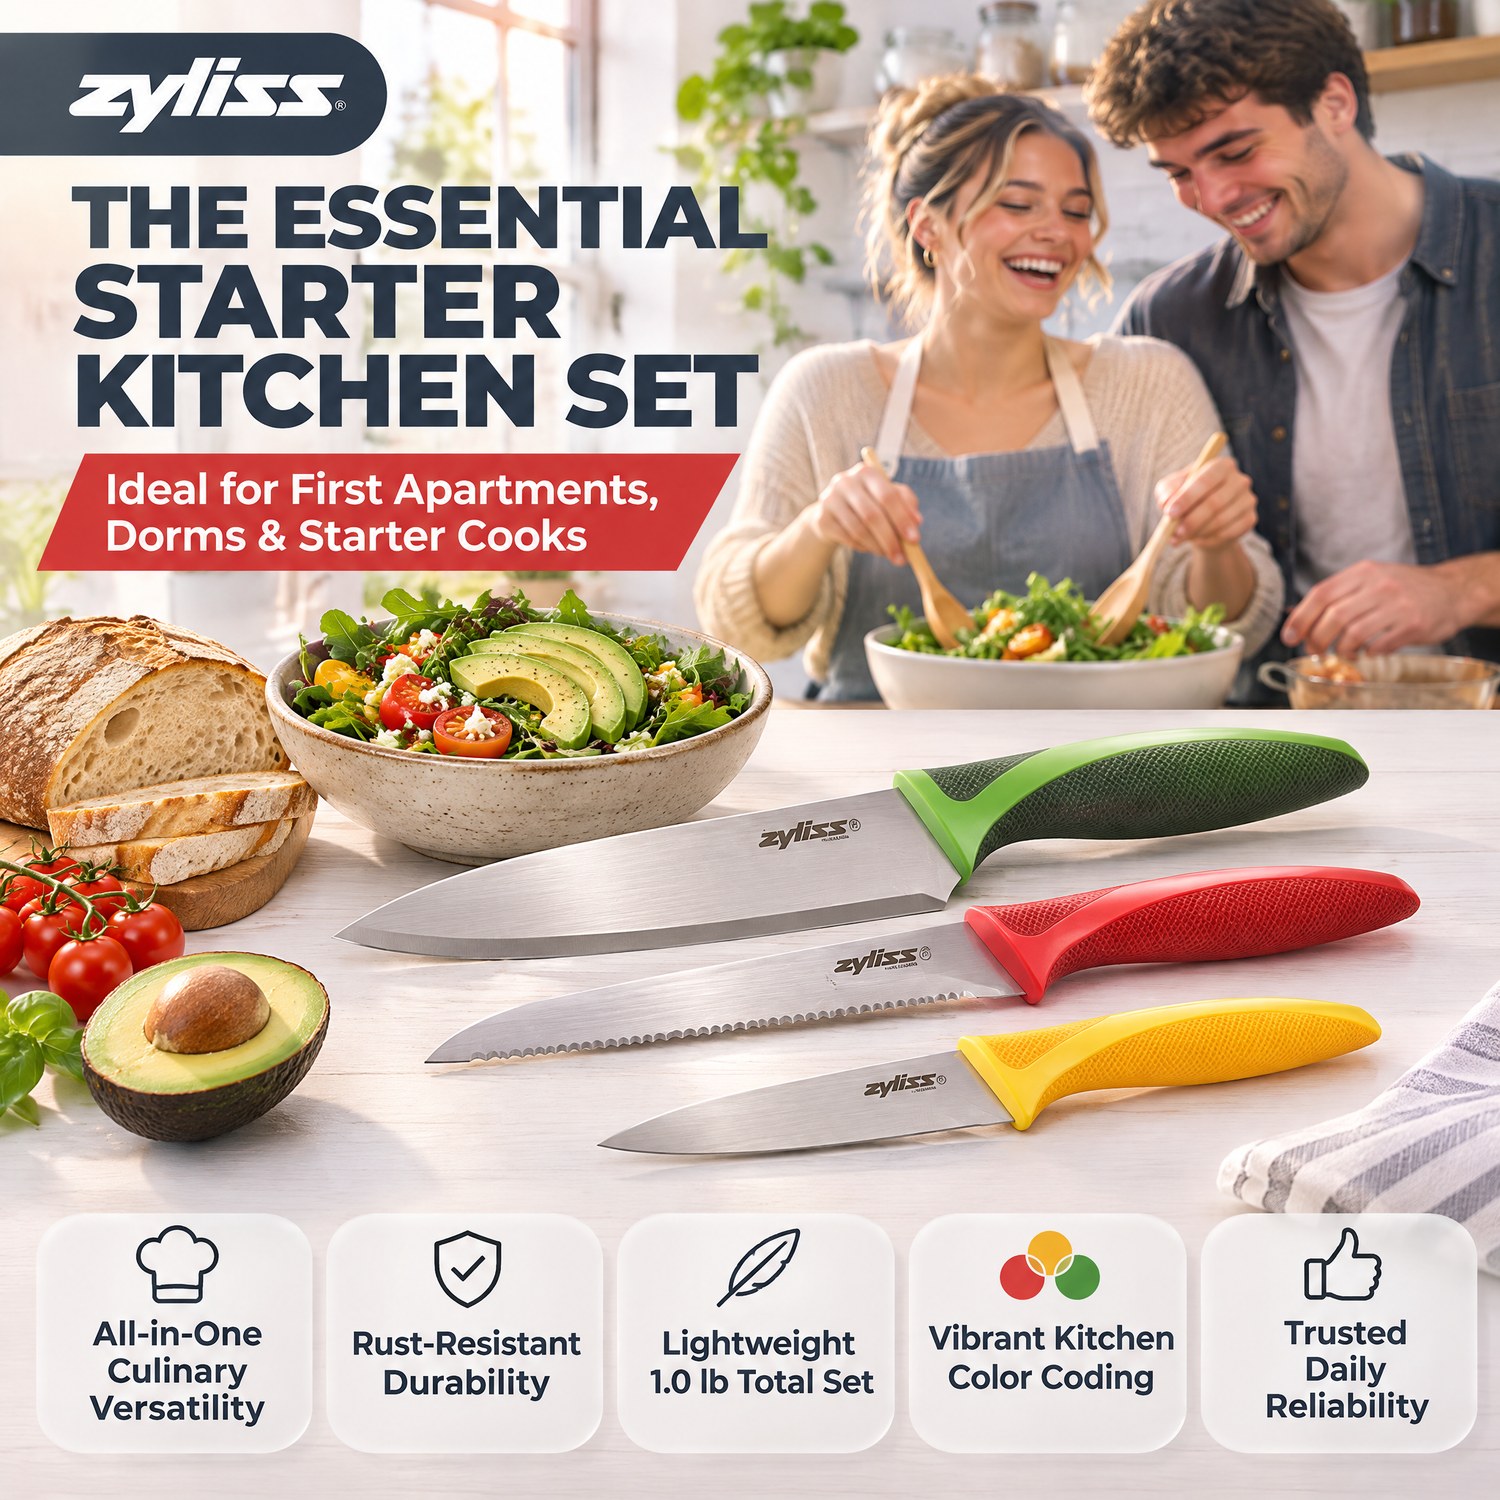 zyliss®
THE ESSENTIAL
STARTER
KITCHEN SET
Ideal for First Apartments,
Dorms & Starter Cooks
zyliss®
zyliss®
zyliss®
All-in-One
Culinary
Versatility
Rust-Resistant
Durability
Lightweight
1.0 lb Total Set
Vibrant Kitchen
Color Coding
Trusted
Daily
Reliability